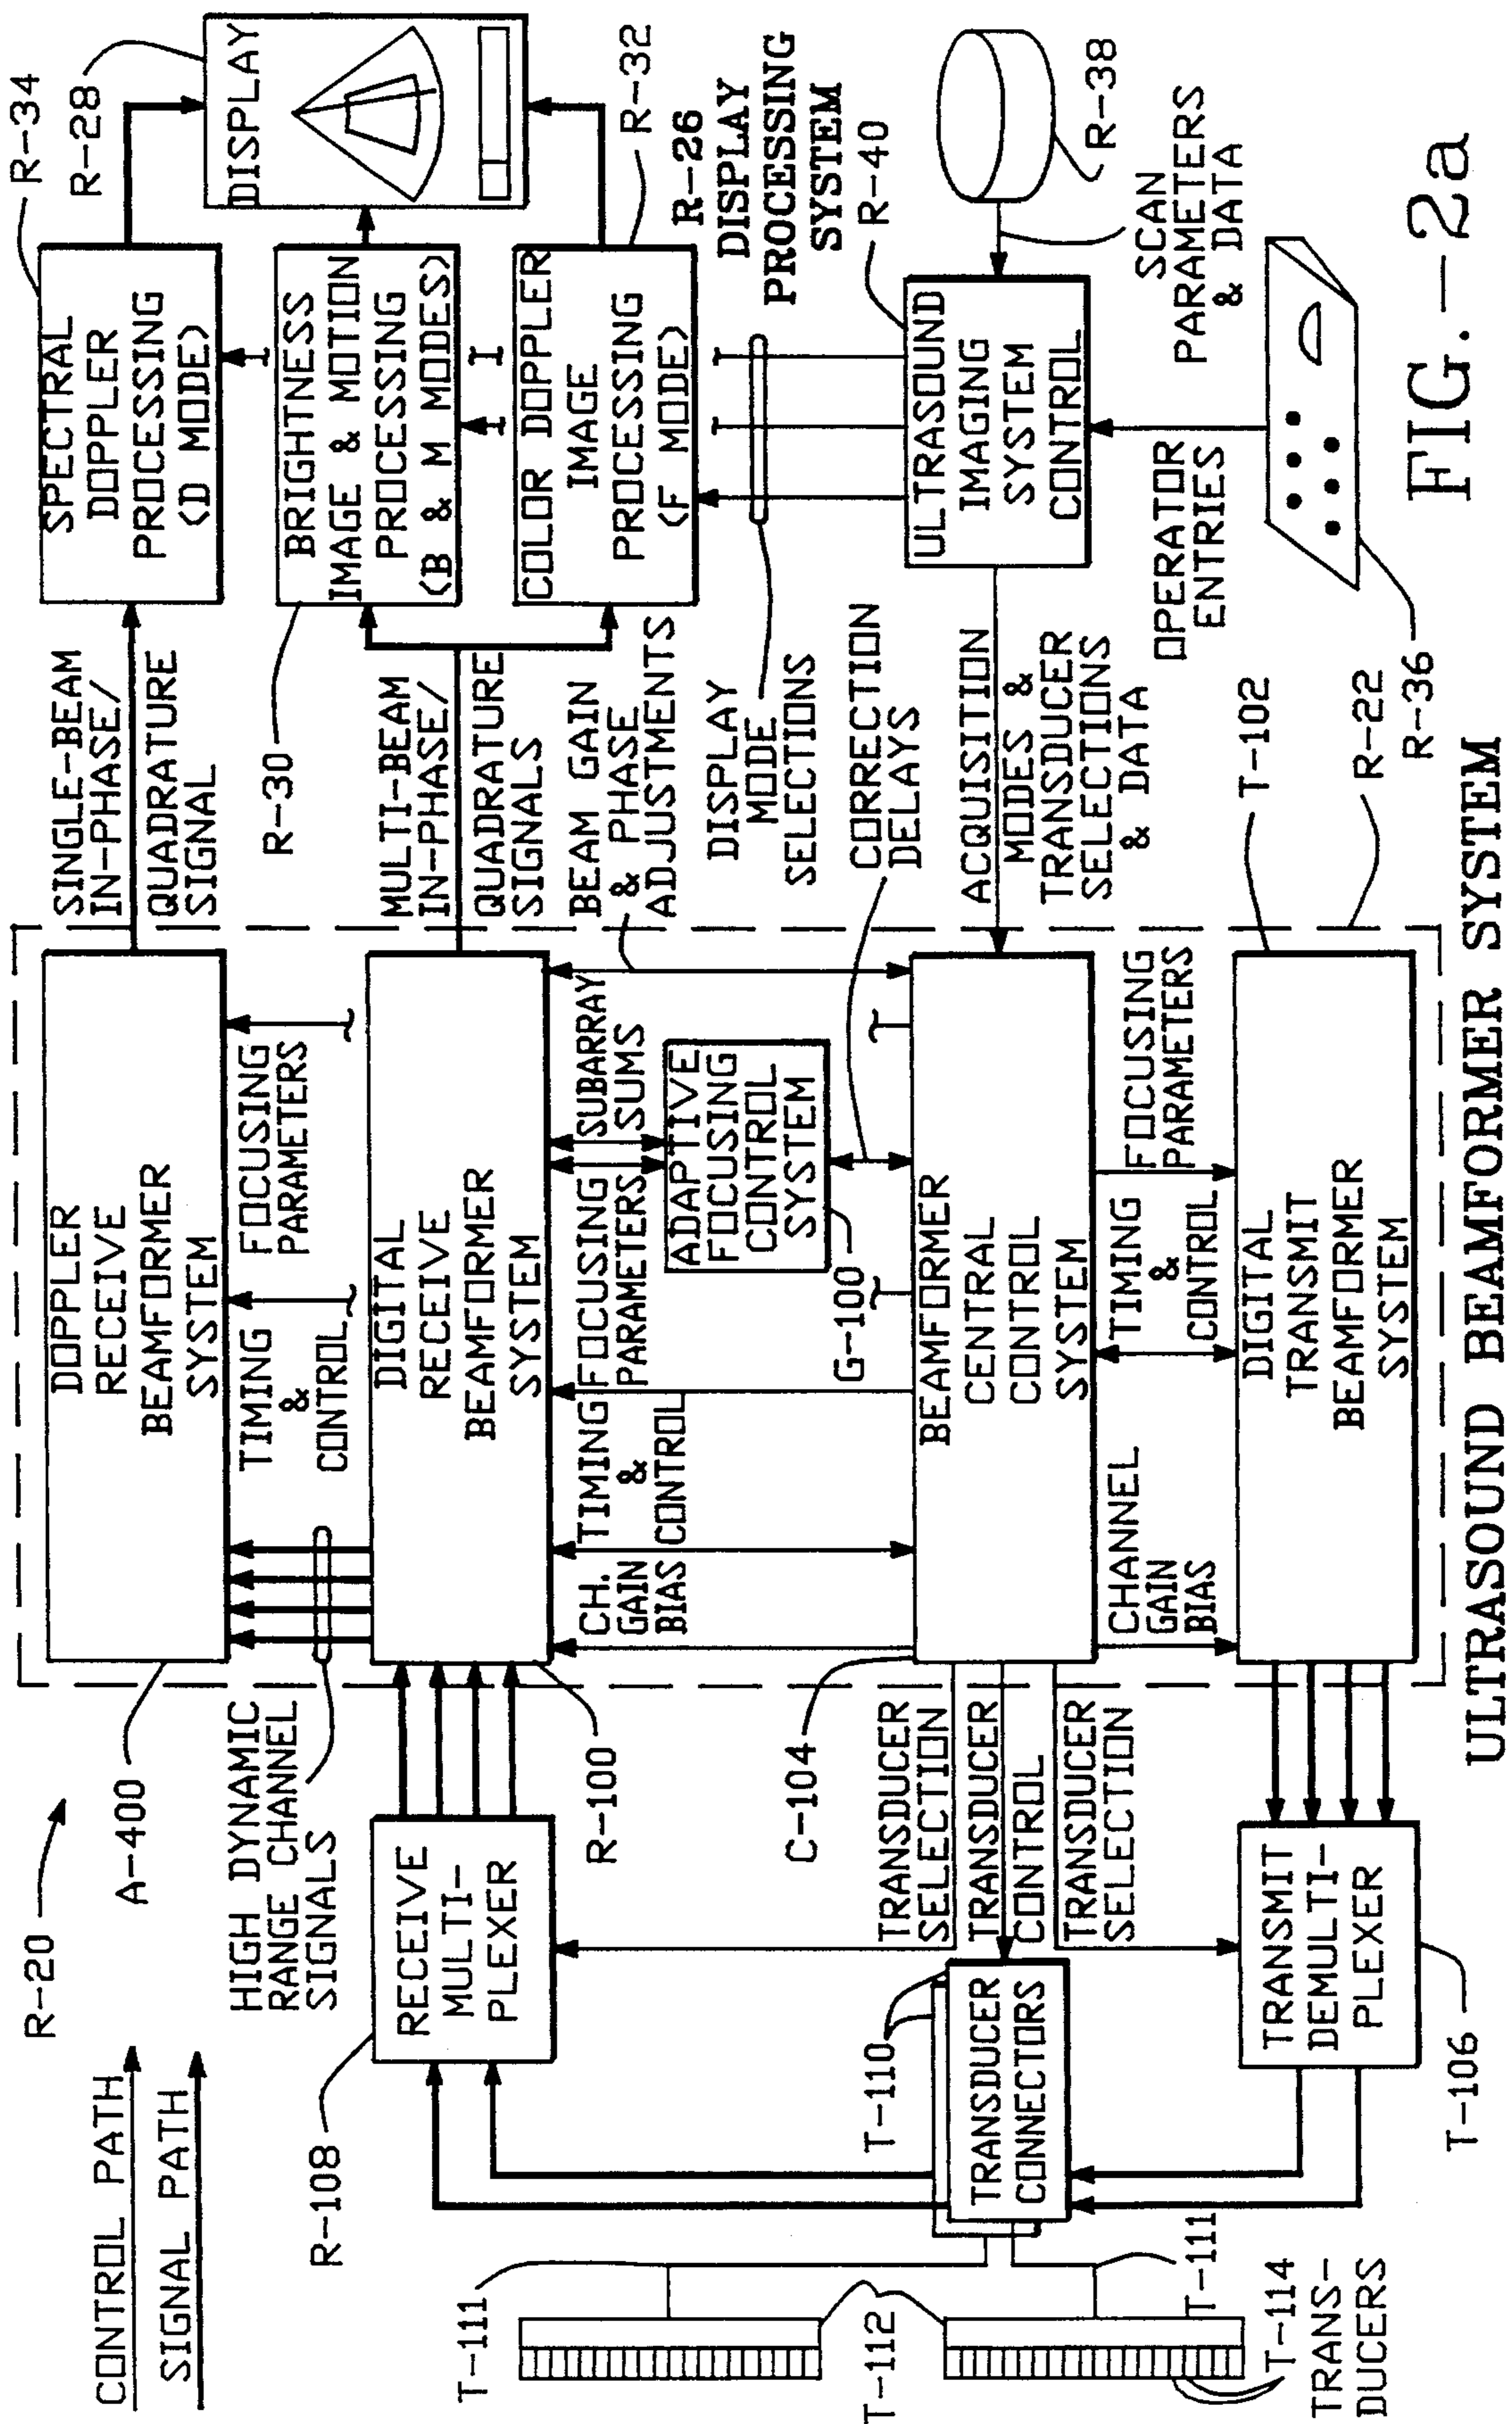 CONTROL PATH
SIGNAL PATH
R-20
A-400
HIGH DYNAMIC
RANGE CHANNEL
SIGNALS
DOPPLER
RECEIVE
BEAMFORMER
SYSTEM
SINGLE-BEAM
IN-PHASE/
QUADRATURE
SIGNAL
SPECTRAL
DOPPLER
PROCESSING
(D MODE)
R-34
R-28
DISPLAY
TIMING
&
CONTROL
FOCUSING
PARAMETERS
R-108
RECEIVE
MULTI-
PLEXER
R-100
DIGITAL
RECEIVE
BEAMFORMER
SYSTEM
R-30
MULTI-BEAM
IN-PHASE/
QUADRATURE
SIGNALS
BRIGHTNESS
IMAGE & MOTION
PROCESSING
(B & M MODES)
COLOR DOPPLER
IMAGE
PROCESSING
(F MODE)
R-32
R-26
DISPLAY
PROCESSING
SYSTEM
CH.
GAIN
BIAS
TIMING
&
CONTROL
FOCUSING
PARAMETERS
SUBARRAY
SUMS
BEAM GAIN
& PHASE
ADJUSTMENTS
ADAPTIVE
FOCUSING
CONTROL
SYSTEM
G-100
DISPLAY
MODE
SELECTIONS
CORRECTION
DELAYS
T-111
T-112
T-110
TRANSDUCER
CONNECTORS
C-104
TRANSDUCER
SELECTION
TRANSDUCER
CONTROL
TRANSDUCER
SELECTION
BEAMFORMER
CENTRAL
CONTROL
SYSTEM
ACQUISITION
MODES &
TRANSDUCER
SELECTIONS
& DATA
R-40
ULTRASOUND
IMAGING
SYSTEM
CONTROL
R-38
SCAN
PARAMETERS
& DATA
OPERATOR
ENTRIES
R-36
CHANNEL
GAIN
BIAS
TIMING
&
CONTROL
FOCUSING
PARAMETERS
T-111
T-114
TRANS-
DUCERS
TRANSMIT
DEMULTI-
PLEXER
T-106
DIGITAL
TRANSMIT
BEAMFORMER
SYSTEM
T-102
R-22
ULTRASOUND BEAMFORMER SYSTEM
FIG.-2a